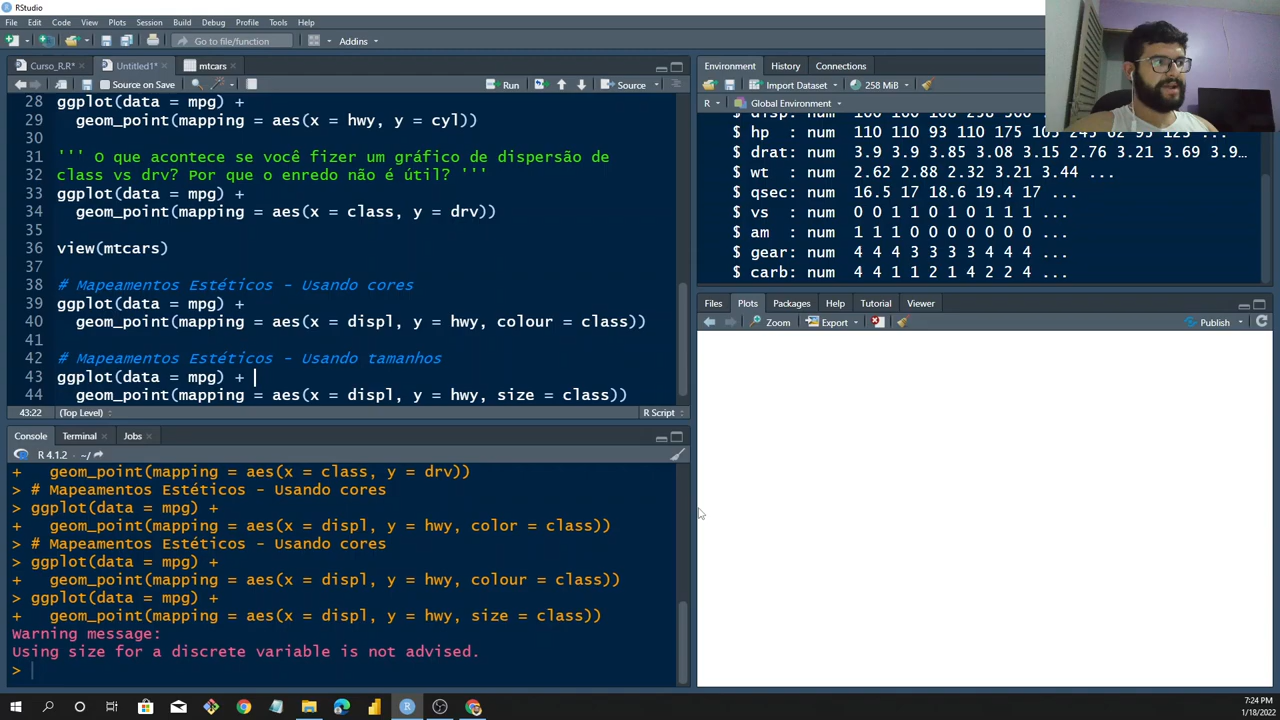 RStudio
File Edit Code View Plots Session Build Debug Profile Tools Help
Go to file/function Addins
Curso_R.R* Untitled1* mtcars
Source on Save Run Source
28 ggplot(data = mpg) +
29 geom_point(mapping = aes(x = hwy, y = cyl))
30
31 ''' O que acontece se você fizer um gráfico de dispersão de
32 class vs drv? Por que o enredo não é útil? '''
33 ggplot(data = mpg) +
34 geom_point(mapping = aes(x = class, y = drv))
35
36 view(mtcars)
37
38 # Mapeamentos Estéticos - Usando cores
39 ggplot(data = mpg) +
40 geom_point(mapping = aes(x = displ, y = hwy, colour = class))
41
42 # Mapeamentos Estéticos - Usando tamanhos
43 ggplot(data = mpg) +
44 geom_point(mapping = aes(x = displ, y = hwy, size = class))
43:22 (Top Level) R Script
Console Terminal Jobs
R 4.1.2 · ~/
+ geom_point(mapping = aes(x = class, y = drv))
> # Mapeamentos Estéticos - Usando cores
> ggplot(data = mpg) +
+ geom_point(mapping = aes(x = displ, y = hwy, color = class))
> # Mapeamentos Estéticos - Usando cores
> ggplot(data = mpg) +
+ geom_point(mapping = aes(x = displ, y = hwy, colour = class))
> ggplot(data = mpg) +
+ geom_point(mapping = aes(x = displ, y = hwy, size = class))
Warning message:
Using size for a discrete variable is not advised.
>
Environment History Connections
Import Dataset 258 MiB
R Global Environment
$ hp : num 110 110 93 110 175 105 245 62 95 123 ...
$ drat: num 3.9 3.9 3.85 3.08 3.15 2.76 3.21 3.69 3.9…
$ wt : num 2.62 2.88 2.32 3.21 3.44 ...
$ qsec: num 16.5 17 18.6 19.4 17 ...
$ vs : num 0 0 1 1 0 1 0 1 1 1 ...
$ am : num 1 1 1 0 0 0 0 0 0 0 ...
$ gear: num 4 4 4 3 3 3 3 4 4 4 ...
$ carb: num 4 4 1 1 2 1 4 2 2 4 ...
Files Plots Packages Help Tutorial Viewer
Zoom Export Publish
7:24 PM
1/18/2022